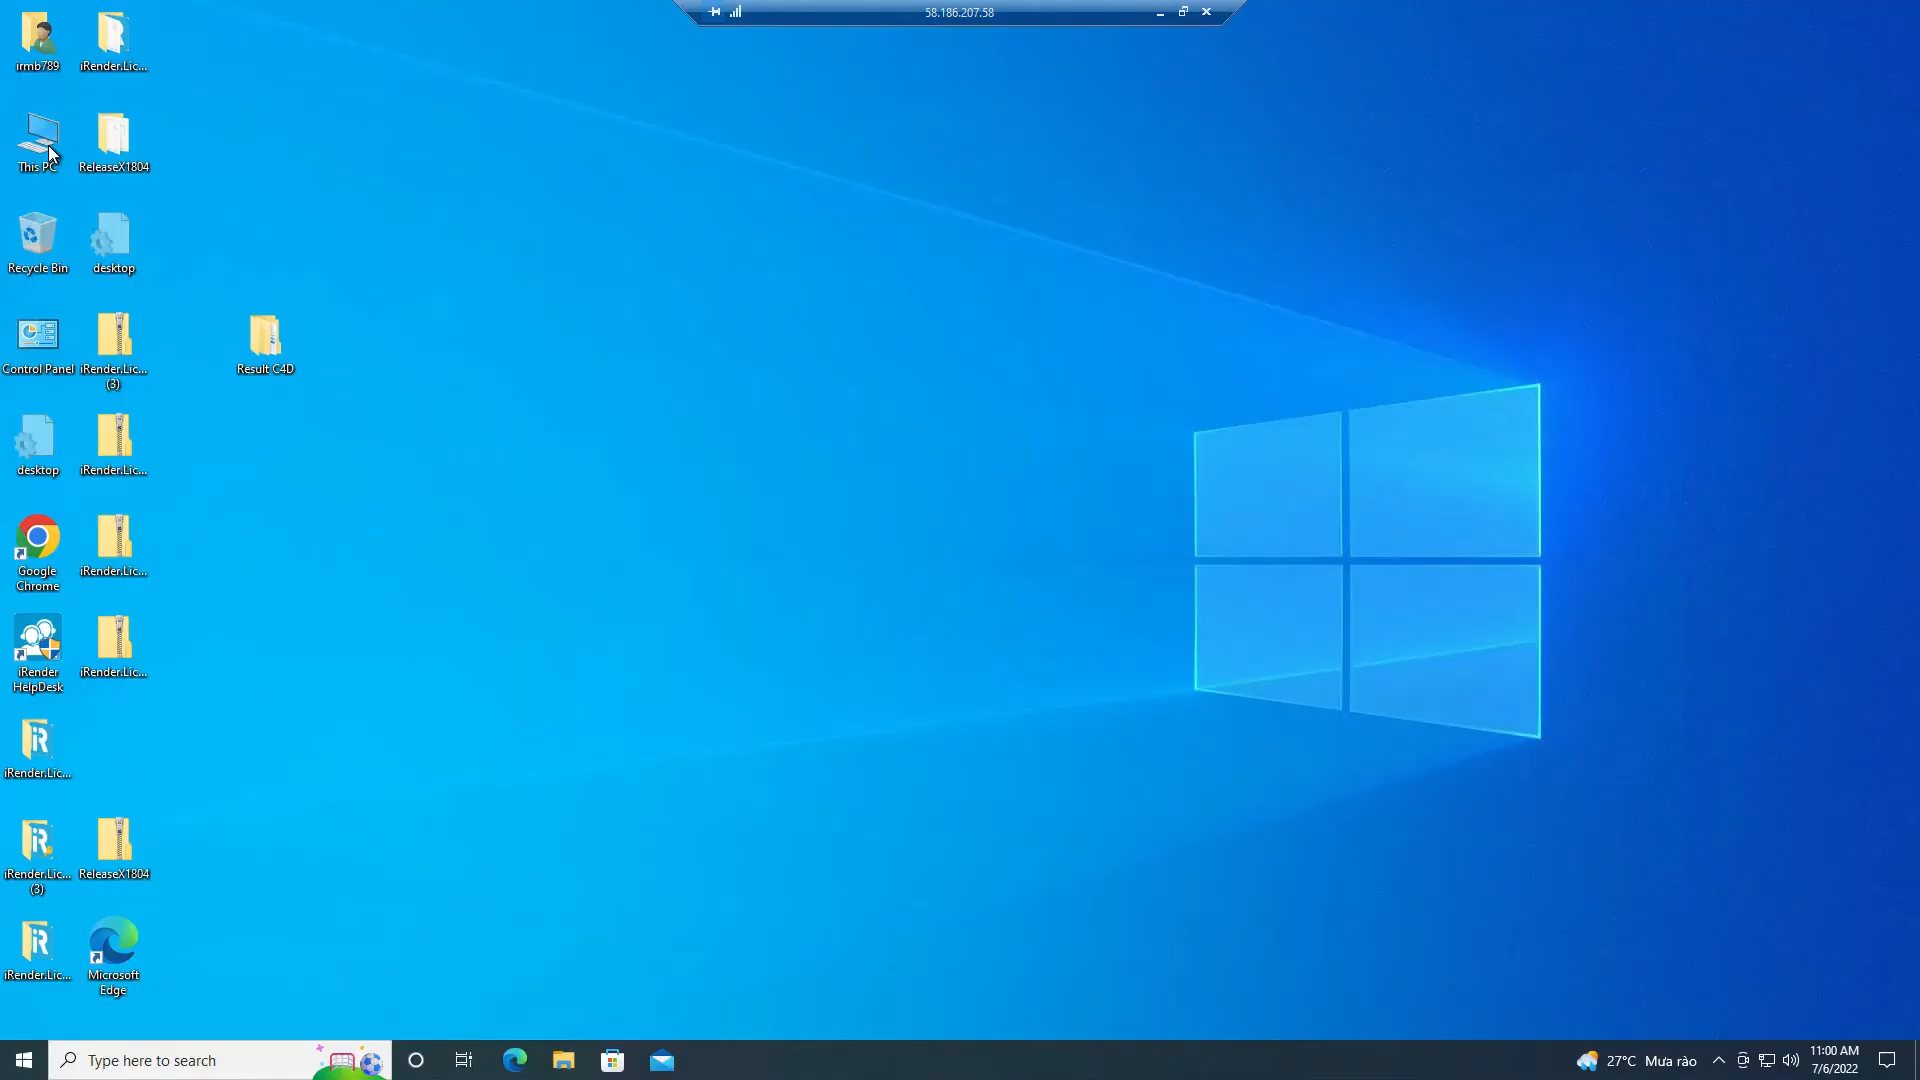 58.186.207.58
irmb789
iRender.Lic...
This PC
ReleaseX1804
Recycle Bin
desktop
Control Panel
iRender.Lic...
(3)
Result C4D
desktop
iRender.Lic...
Google
Chrome
iRender.Lic...
iRender
HelpDesk
iRender.Lic...
iRender.Lic...
iRender.Lic...
(3)
ReleaseX1804
iRender.Lic...
Microsoft
Edge
Type here to search
27°C Mưa rào
11:00 AM
7/6/2022